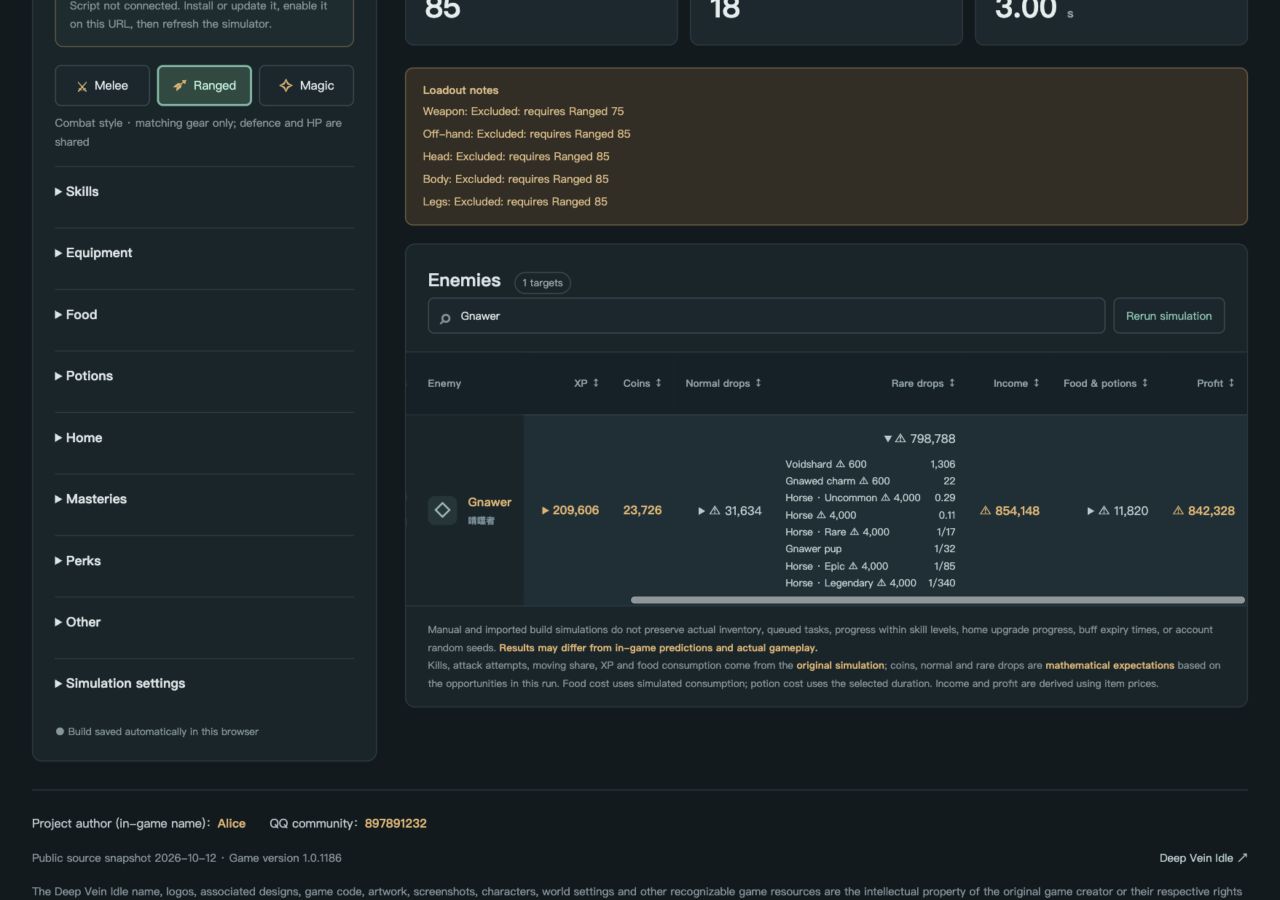 Script not connected. Install or update it, enable it
on this URL, then refresh the simulator.
85
18
3.00 s
Melee
Ranged
Magic
Combat style · matching gear only; defence and HP are
shared
Skills
Equipment
Food
Potions
Home
Masteries
Perks
Other
Simulation settings
Build saved automatically in this browser
Loadout notes
Weapon: Excluded: requires Ranged 75
Off-hand: Excluded: requires Ranged 85
Head: Excluded: requires Ranged 85
Body: Excluded: requires Ranged 85
Legs: Excluded: requires Ranged 85
Enemies 1 targets
Gnawer
Rerun simulation
Enemy XP ↕ Coins ↕ Normal drops ↕ Rare drops ↕ Income ↕ Food & potions ↕ Profit ↕
Gnawer
▶ 209,606 23,726 ▶ ⚠ 31,634
▼ ⚠ 798,788
Voidshard ⚠ 600 1,306
Gnawed charm ⚠ 600 22
Horse · Uncommon ⚠ 4,000 0.29
Horse ⚠ 4,000 0.11
Horse · Rare ⚠ 4,000 1/17
Gnawer pup 1/32
Horse · Epic ⚠ 4,000 1/85
Horse · Legendary ⚠ 4,000 1/340
⚠ 854,148 ▶ ⚠ 11,820 ⚠ 842,328
Manual and imported build simulations do not preserve actual inventory, queued tasks, progress within skill levels, home upgrade progress, buff expiry times, or account
random seeds. Results may differ from in-game predictions and actual gameplay.
Kills, attack attempts, moving share, XP and food consumption come from the original simulation; coins, normal and rare drops are mathematical expectations based on
the opportunities in this run. Food cost uses simulated consumption; potion cost uses the selected duration. Income and profit are derived using item prices.
Project author (in-game name): Alice QQ community: 897891232
Public source snapshot 2026-10-12 · Game version 1.0.1186
Deep Vein Idle ↗
The Deep Vein Idle name, logos, associated designs, game code, artwork, screenshots, characters, world settings and other recognizable game resources are the intellectual property of the original game creator or their respective rights